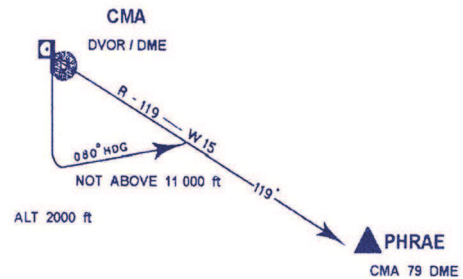 CMA
DVOR / DME
R - 119 — W 15
080° HDG
NOT ABOVE 11 000 ft
119°
ALT 2000 ft
PHRAE
CMA 79 DME